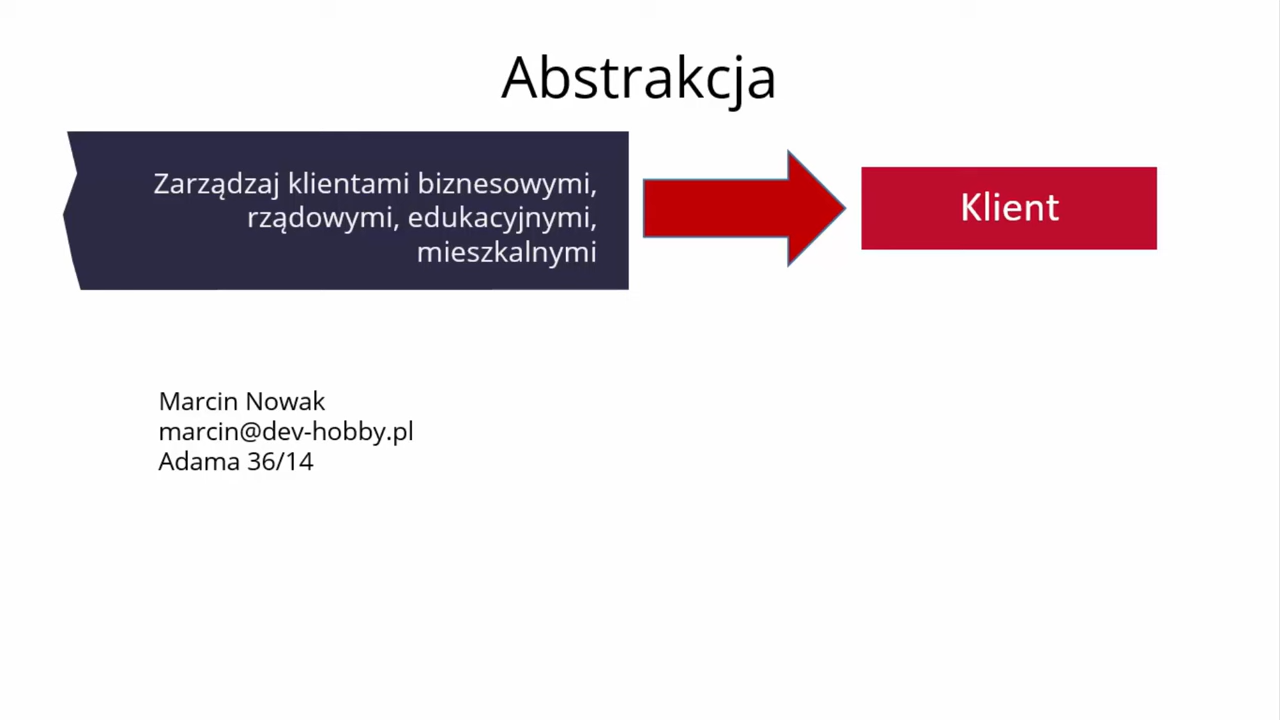 Abstrakcja
Zarządzaj klientami biznesowymi,
rządowymi, edukacyjnymi,
mieszkalnymi
Klient
Marcin Nowak
marcin@dev-hobby.pl
Adama 36/14